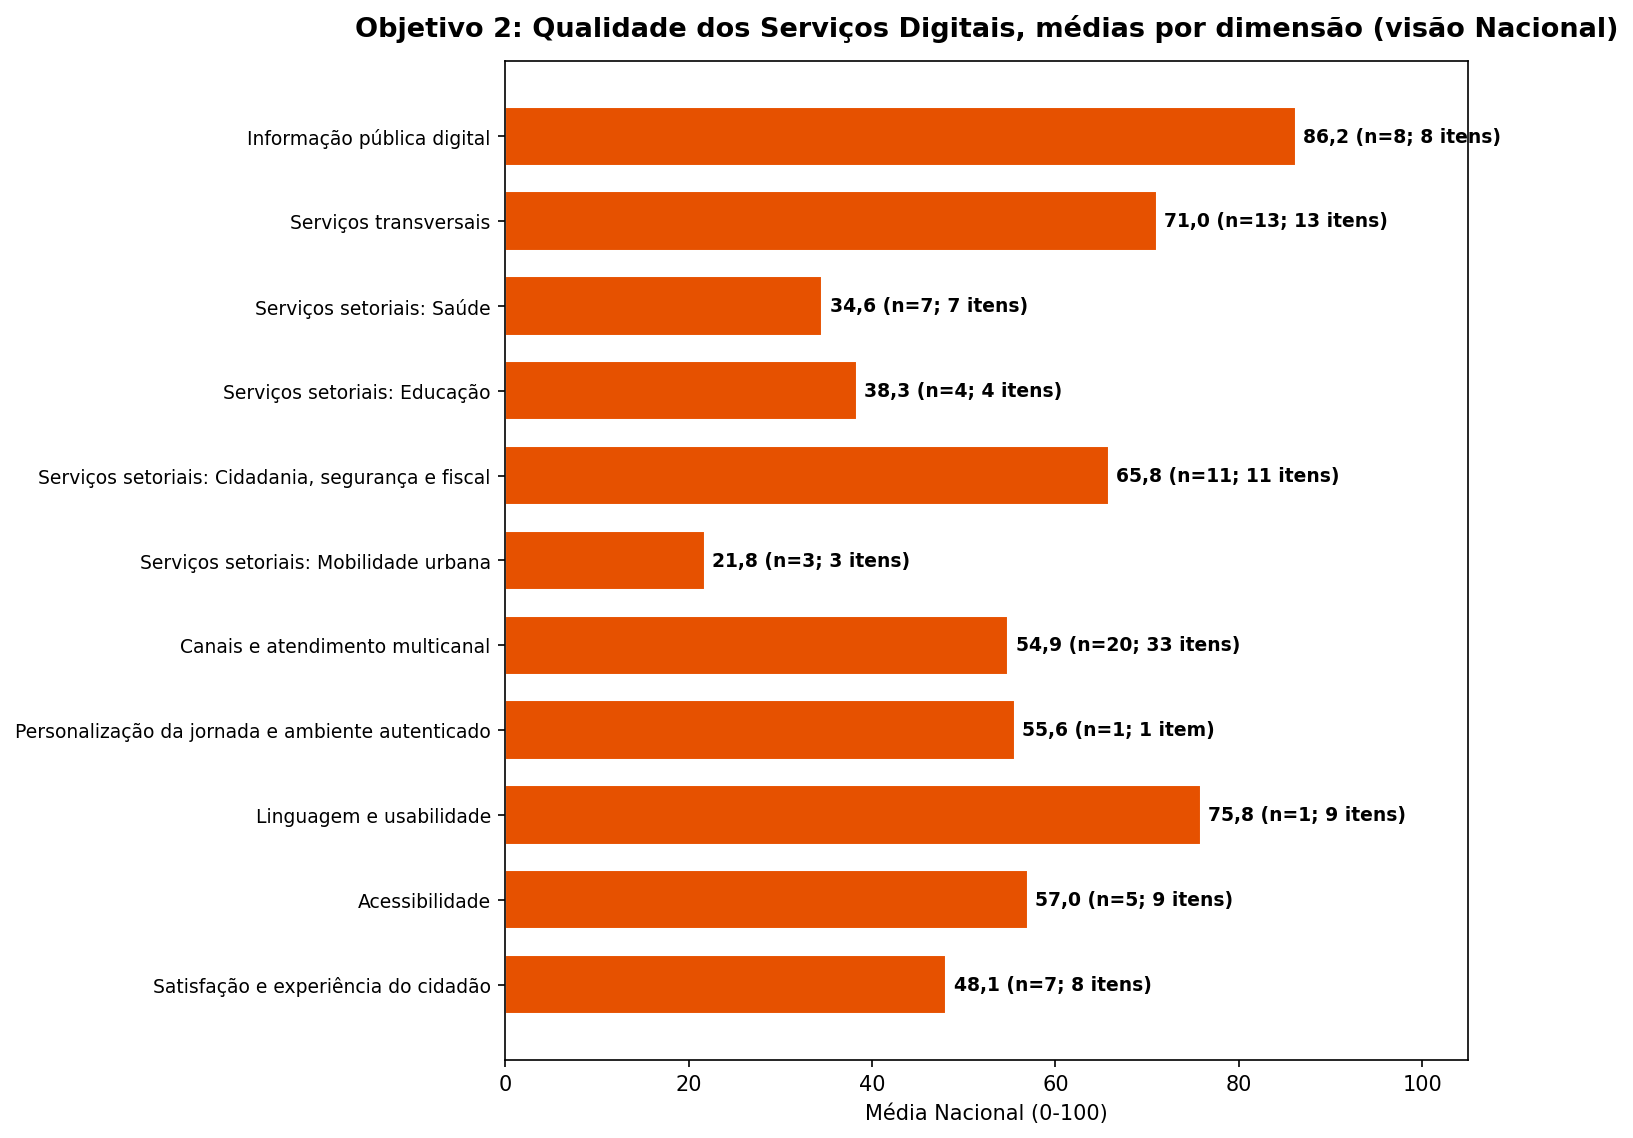 Objetivo 2: Qualidade dos Serviços Digitais, médias por dimensão (visão Nacional)
Informação pública digital
86,2 (n=8; 8 itens)
Serviços transversais
71,0 (n=13; 13 itens)
Serviços setoriais: Saúde
34,6 (n=7; 7 itens)
Serviços setoriais: Educação
38,3 (n=4; 4 itens)
Serviços setoriais: Cidadania, segurança e fiscal
65,8 (n=11; 11 itens)
Serviços setoriais: Mobilidade urbana
21,8 (n=3; 3 itens)
Canais e atendimento multicanal
54,9 (n=20; 33 itens)
Personalização da jornada e ambiente autenticado
55,6 (n=1; 1 item)
Linguagem e usabilidade
75,8 (n=1; 9 itens)
Acessibilidade
57,0 (n=5; 9 itens)
Satisfação e experiência do cidadão
48,1 (n=7; 8 itens)
0 20 40 60 80 100
Média Nacional (0-100)